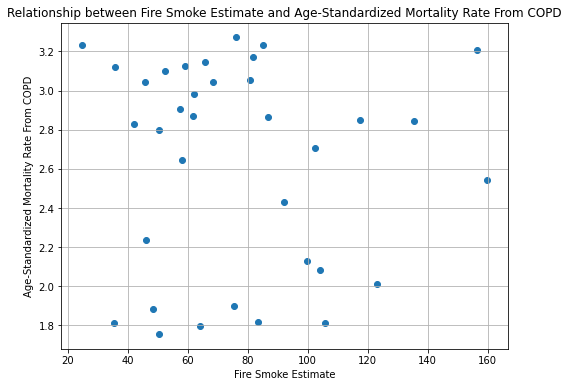 Relationship between Fire Smoke Estimate and Age-Standardized Mortality Rate From COPD
Age-Standardized Mortality Rate From COPD
3.2
3.0
2.8
2.6
2.4
2.2
2.0
1.8
20 40 60 80 100 120 140 160
Fire Smoke Estimate